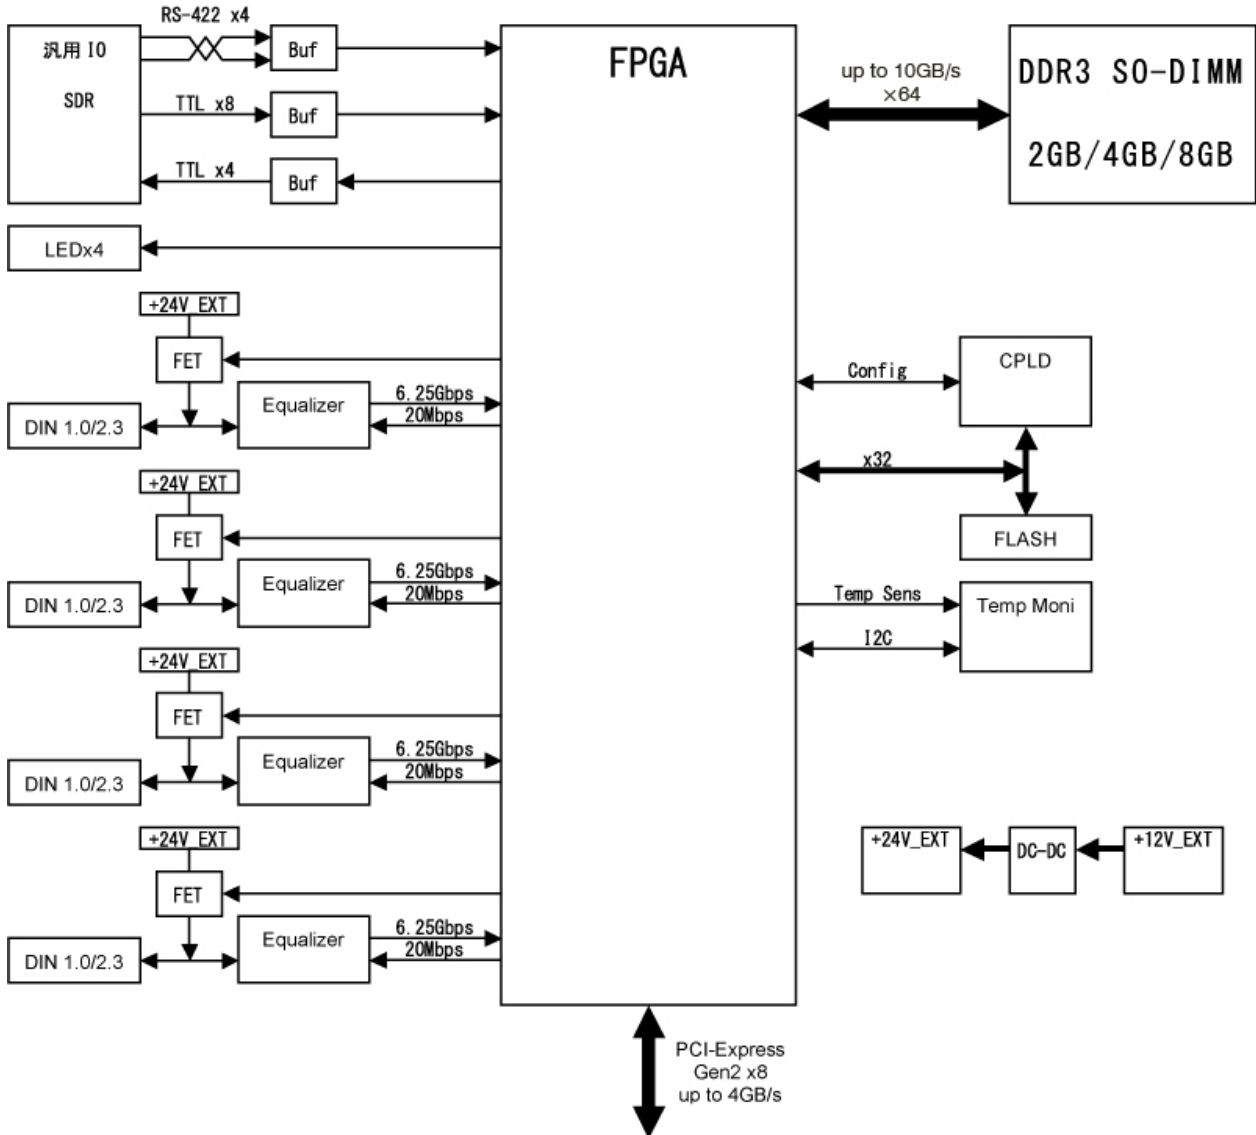 RS-422 x4
汎用IO
SDR
Buf
TTL x8
Buf
TTL x4
Buf
LEDx4
FPGA
up to 10GB/s
×64
DDR3 SO-DIMM
2GB/4GB/8GB
+24V_EXT
FET
Equalizer
6.25Gbps
20Mbps
DIN 1.0/2.3
+24V_EXT
FET
Equalizer
6.25Gbps
20Mbps
DIN 1.0/2.3
+24V_EXT
FET
Equalizer
6.25Gbps
20Mbps
DIN 1.0/2.3
+24V_EXT
FET
Equalizer
6.25Gbps
20Mbps
DIN 1.0/2.3
Config
CPLD
x32
FLASH
Temp Sens
Temp Moni
I2C
+24V_EXT
DC-DC
+12V_EXT
PCI-Express
Gen2 x8
up to 4GB/s